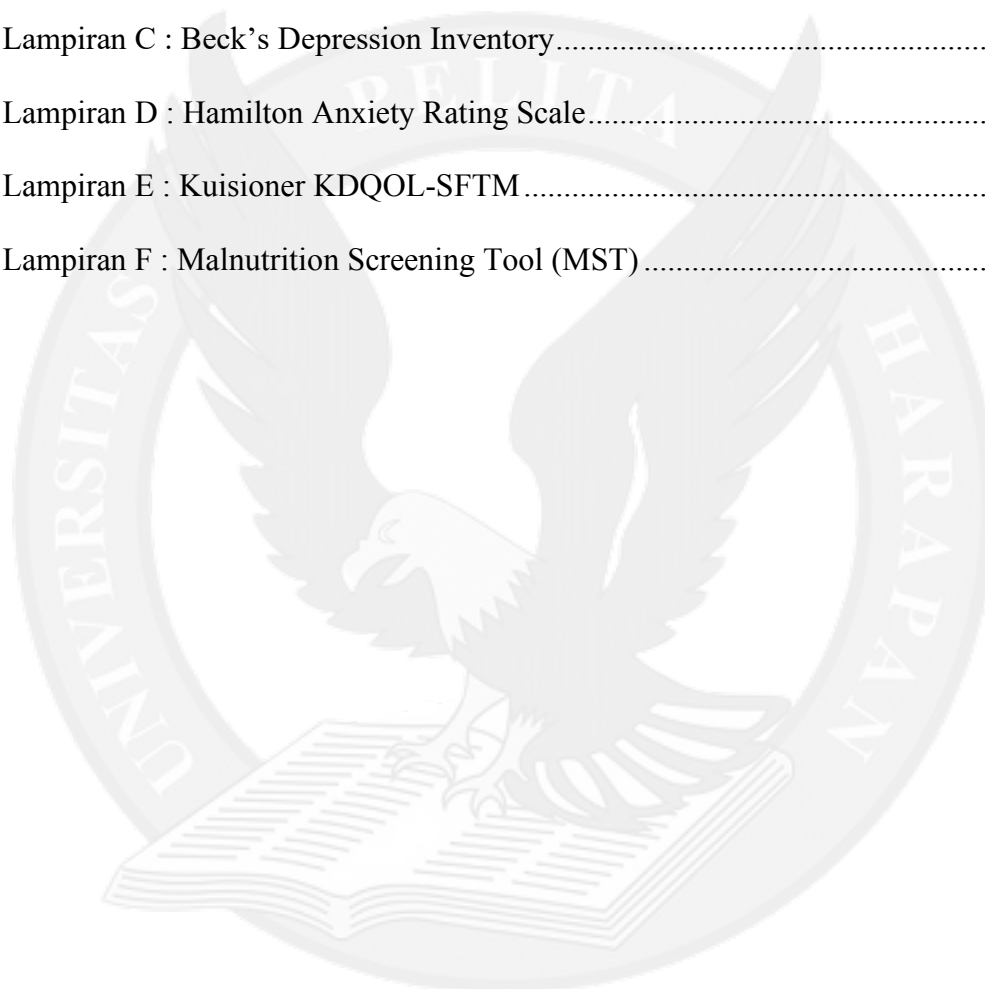 Lampiran C : Beck’s Depression Inventory.......................................................
Lampiran D : Hamilton Anxiety Rating Scale..................................................
Lampiran E : Kuisioner KDQOL-SFTM..........................................................
Lampiran F : Malnutrition Screening Tool (MST)...........................................
UNIVERSITAS PELITA HARAPAN